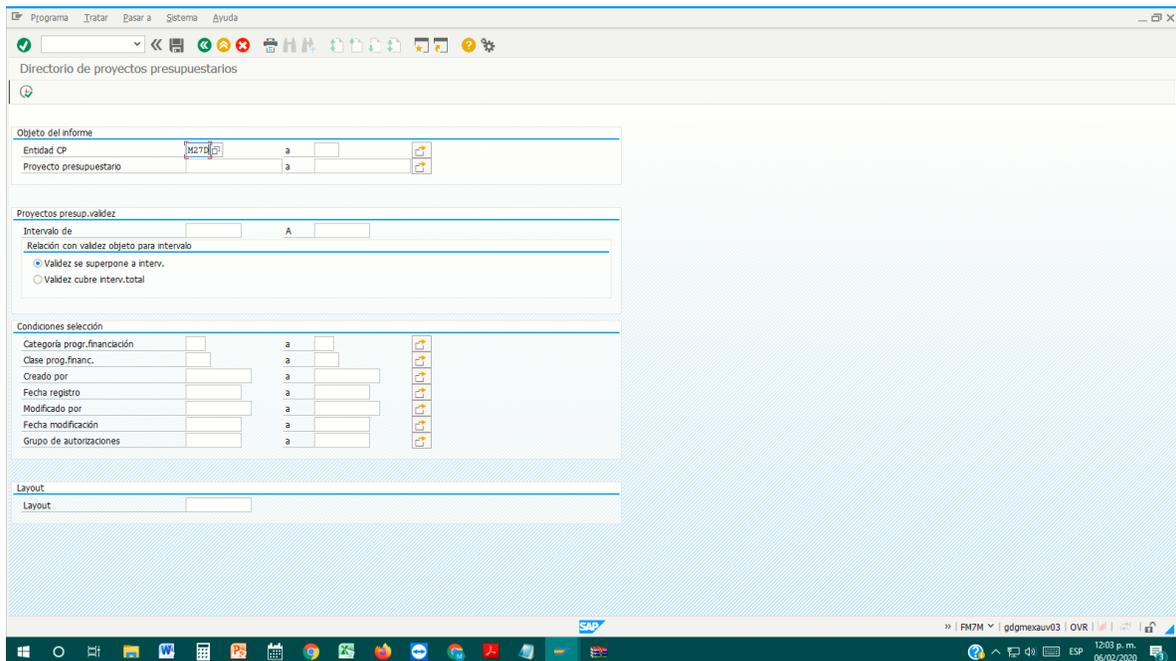 Programa Tratar Pasar a Sistema Ayuda
Directorio de proyectos presupuestarios
Objeto del informe
Entidad CP M27D a
Proyecto presupuestario a
Proyectos presup.validez
Intervalo de A
Relación con validez objeto para intervalo
Validez se superpone a interv.
Validez cubre interv.total
Condiciones selección
Categoría progr.financiación a
Clase prog.financ. a
Creado por a
Fecha registro a
Modificado por a
Fecha modificación a
Grupo de autorizaciones a
Layout
Layout
SAP
» FM7M gdgmexauv03 OVR
ESP 12:03 p. m.
06/02/2020